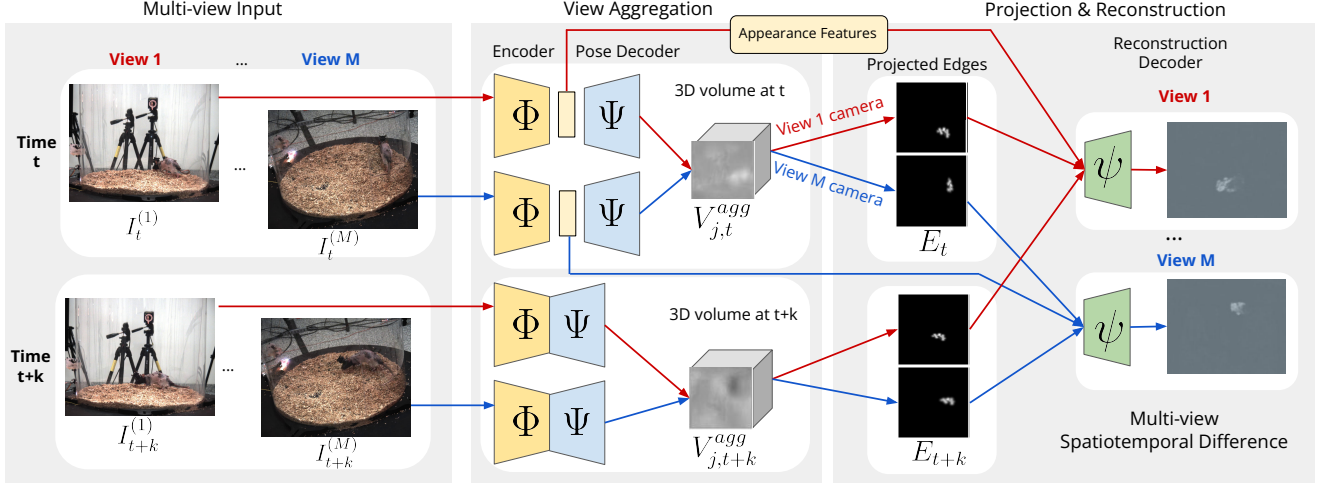 Multi-view Input
View Aggregation
Projection & Reconstruction
View 1
...
View M
Encoder
Pose Decoder
Appearance Features
Projected Edges
Reconstruction
Decoder
View 1
Time
t
...
Φ
Ψ
3D volume at t
View 1 camera
View M camera
ψ
I_t^{(1)}
I_t^{(M)}
Φ
Ψ
V_{j,t}^{agg}
E_t
...
View M
Time
t+k
...
Φ
Ψ
3D volume at t+k
ψ
Φ
Ψ
I_{t+k}^{(1)}
I_{t+k}^{(M)}
V_{j,t+k}^{agg}
E_{t+k}
Multi-view
Spatiotemporal Difference